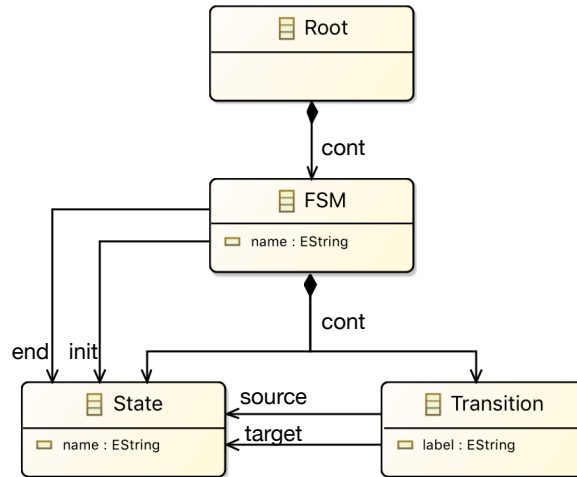 Root
cont
FSM
name : EString
cont
end
init
State
name : EString
source
target
Transition
label : EString